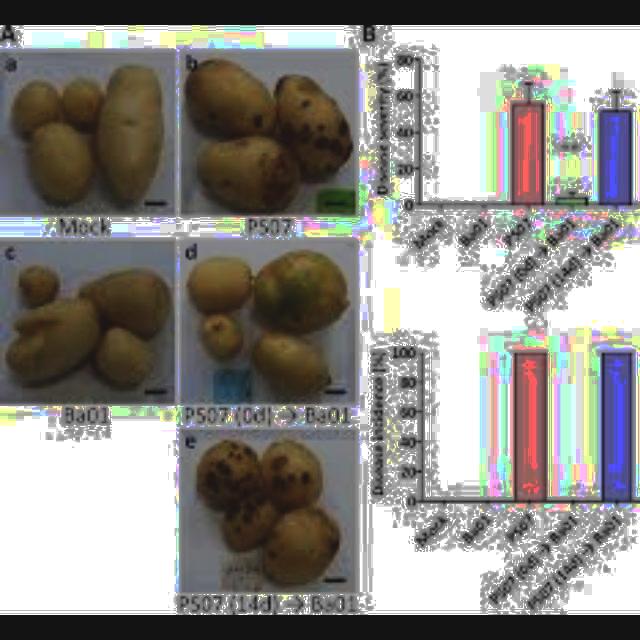 A
a
b
Mock
P507
c
d
Ba01
P507 (0d) → Ba01
e
P507 (14d) → Ba01
B
Disease severity (%)
80
60
40
20
0
Mock
Ba01
P507
P507 (0d) → Ba01
P507 (14d) → Ba01
Disease incidence (%)
100
80
60
40
20
0
Mock
Ba01
P507
P507 (0d) → Ba01
P507 (14d) → Ba01